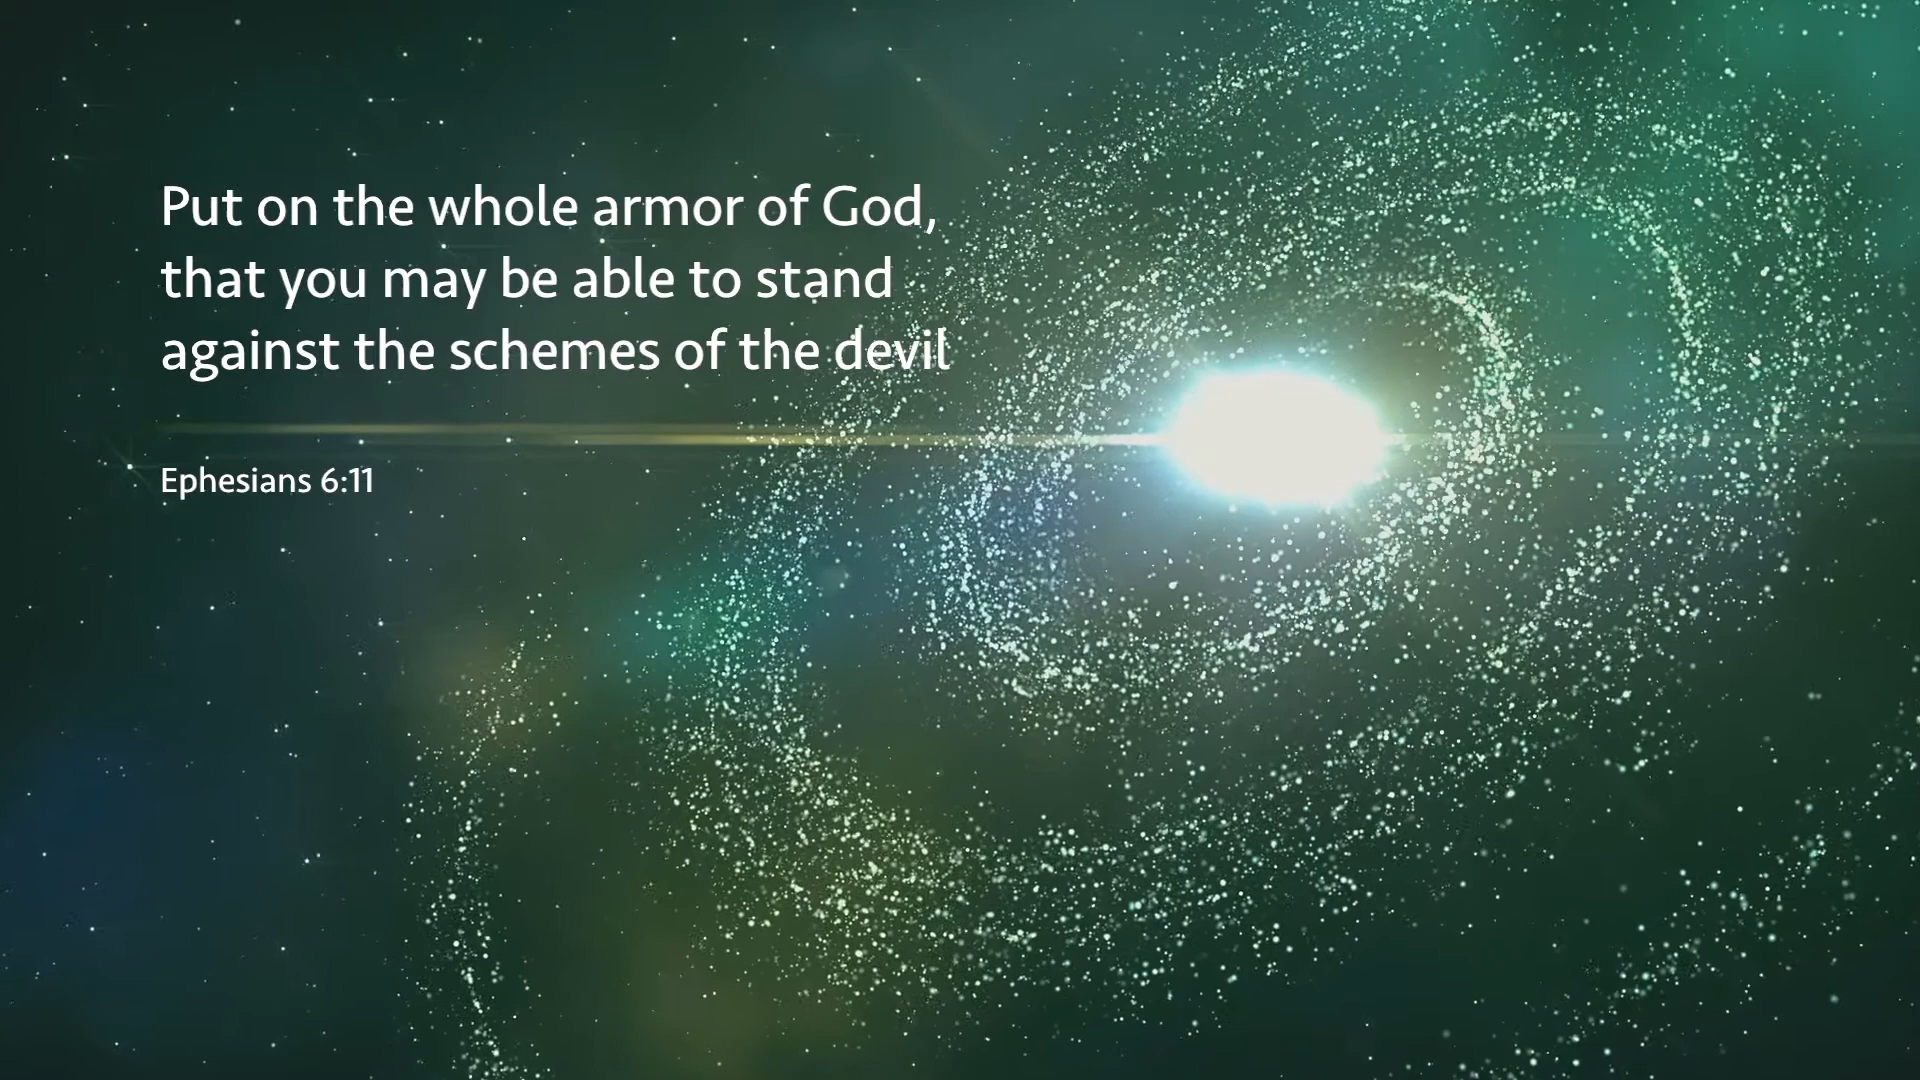 Put on the whole armor of God,
that you may be able to stand
against the schemes of the devil
Ephesians 6:11